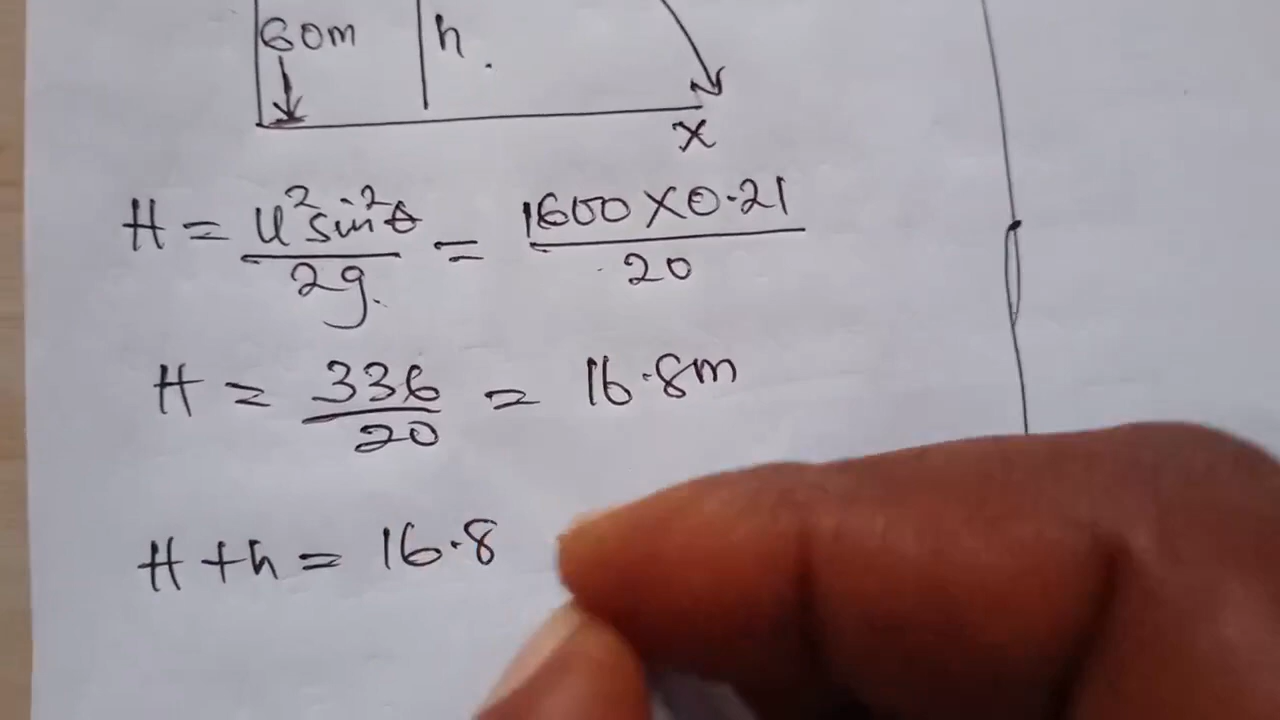 60m h.
x
H = u²sin²θ/2g. = 1600×0.21/20
H = 336/20 = 16.8m
H+h = 16.8